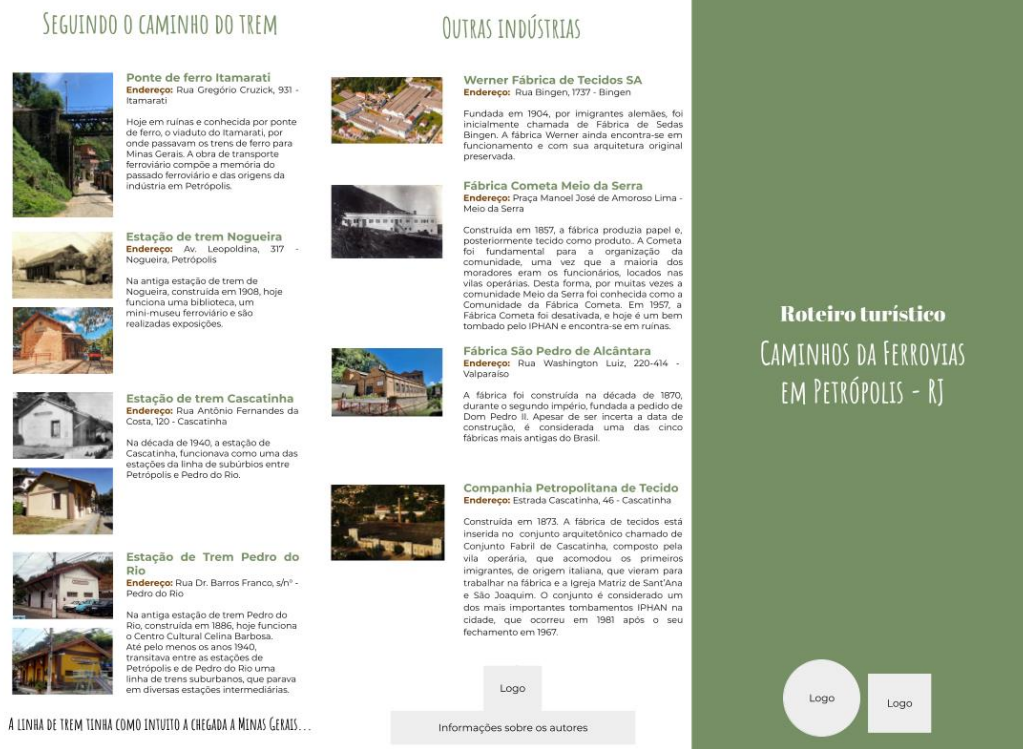 Seguindo o caminho do trem
Ponte de ferro Itamarati
Endereço: Rua Gregório Cruzick, 931 -
Itamarati
Hoje em ruínas e conhecida por ponte
de ferro, o viaduto do Itamarati, por
onde passavam os trens de ferro para
Minas Gerais. A obra de transporte
ferroviário compõe a memória do
passado ferroviário e das origens da
indústria em Petrópolis.
Estação de trem Nogueira
Endereço: Av. Leopoldina, 317 -
Nogueira, Petrópolis
Na antiga estação de trem de
Nogueira, construída em 1908, hoje
funciona uma biblioteca, um
mini-museu ferroviário e são
realizadas exposições.
Estação de trem Cascatinha
Endereço: Rua Antônio Fernandes da
Costa, 120 - Cascatinha
Na década de 1940, a estação de
Cascatinha, funcionava como uma das
estações da linha de subúrbios entre
Petrópolis e Pedro do Rio.
Estação de Trem Pedro do
Rio
Endereço: Rua Dr. Barros Franco, s/nº -
Pedro do Rio
Na antiga estação de trem Pedro do
Rio, construída em 1886, hoje funciona
o Centro Cultural Celina Barbosa.
Até pelo menos os anos 1940,
transitava entre as estações de
Petrópolis e de Pedro do Rio uma
linha de trens suburbanos, que parava
em diversas estações intermediárias.
A linha de trem tinha como intuito a chegada a Minas Gerais...
Outras indústrias
Werner Fábrica de Tecidos SA
Endereço: Rua Bingen, 1737 - Bingen
Fundada em 1904, por imigrantes alemães, foi
inicialmente chamada de Fábrica de Sedas
Bingen. A fábrica Werner ainda encontra-se em
funcionamento e com sua arquitetura original
preservada.
Fábrica Cometa Meio da Serra
Endereço: Praça Manoel José de Amoroso Lima -
Meio da Serra
Construída em 1857, a fábrica produzia papel e,
posteriormente tecido como produto.. A Cometa
foi fundamental para a organização da
comunidade, uma vez que a maioria dos
moradores eram os funcionários, locados nas
vilas operárias. Desta forma, por muitas vezes a
comunidade Meio da Serra foi conhecida como a
Comunidade da Fábrica Cometa. Em 1957, a
Fábrica Cometa foi desativada, e hoje é um bem
tombado pelo IPHAN e encontra-se em ruínas.
Fábrica São Pedro de Alcântara
Endereço: Rua Washington Luiz, 220-414 -
Valparaíso
A fábrica foi construída na década de 1870,
durante o segundo império, fundada a pedido de
Dom Pedro II. Apesar de ser incerta a data de
construção, é considerada uma das cinco
fábricas mais antigas do Brasil.
Companhia Petropolitana de Tecido
Endereço: Estrada Cascatinha, 46 - Cascatinha
Construída em 1873. A fábrica de tecidos está
inserida no conjunto arquitetônico chamado de
Conjunto Fabril de Cascatinha, composto pela
vila operária, que acomodou os primeiros
imigrantes, de origem italiana, que vieram para
trabalhar na fábrica e a Igreja Matriz de Sant'Ana
e São Joaquim. O conjunto é considerado um
dos mais importantes tombamentos IPHAN na
cidade, que ocorreu em 1981 após o seu
fechamento em 1967.
Logo
Informações sobre os autores
Roteiro turístico
Caminhos da Ferrovias
em Petrópolis - RJ
Logo
Logo